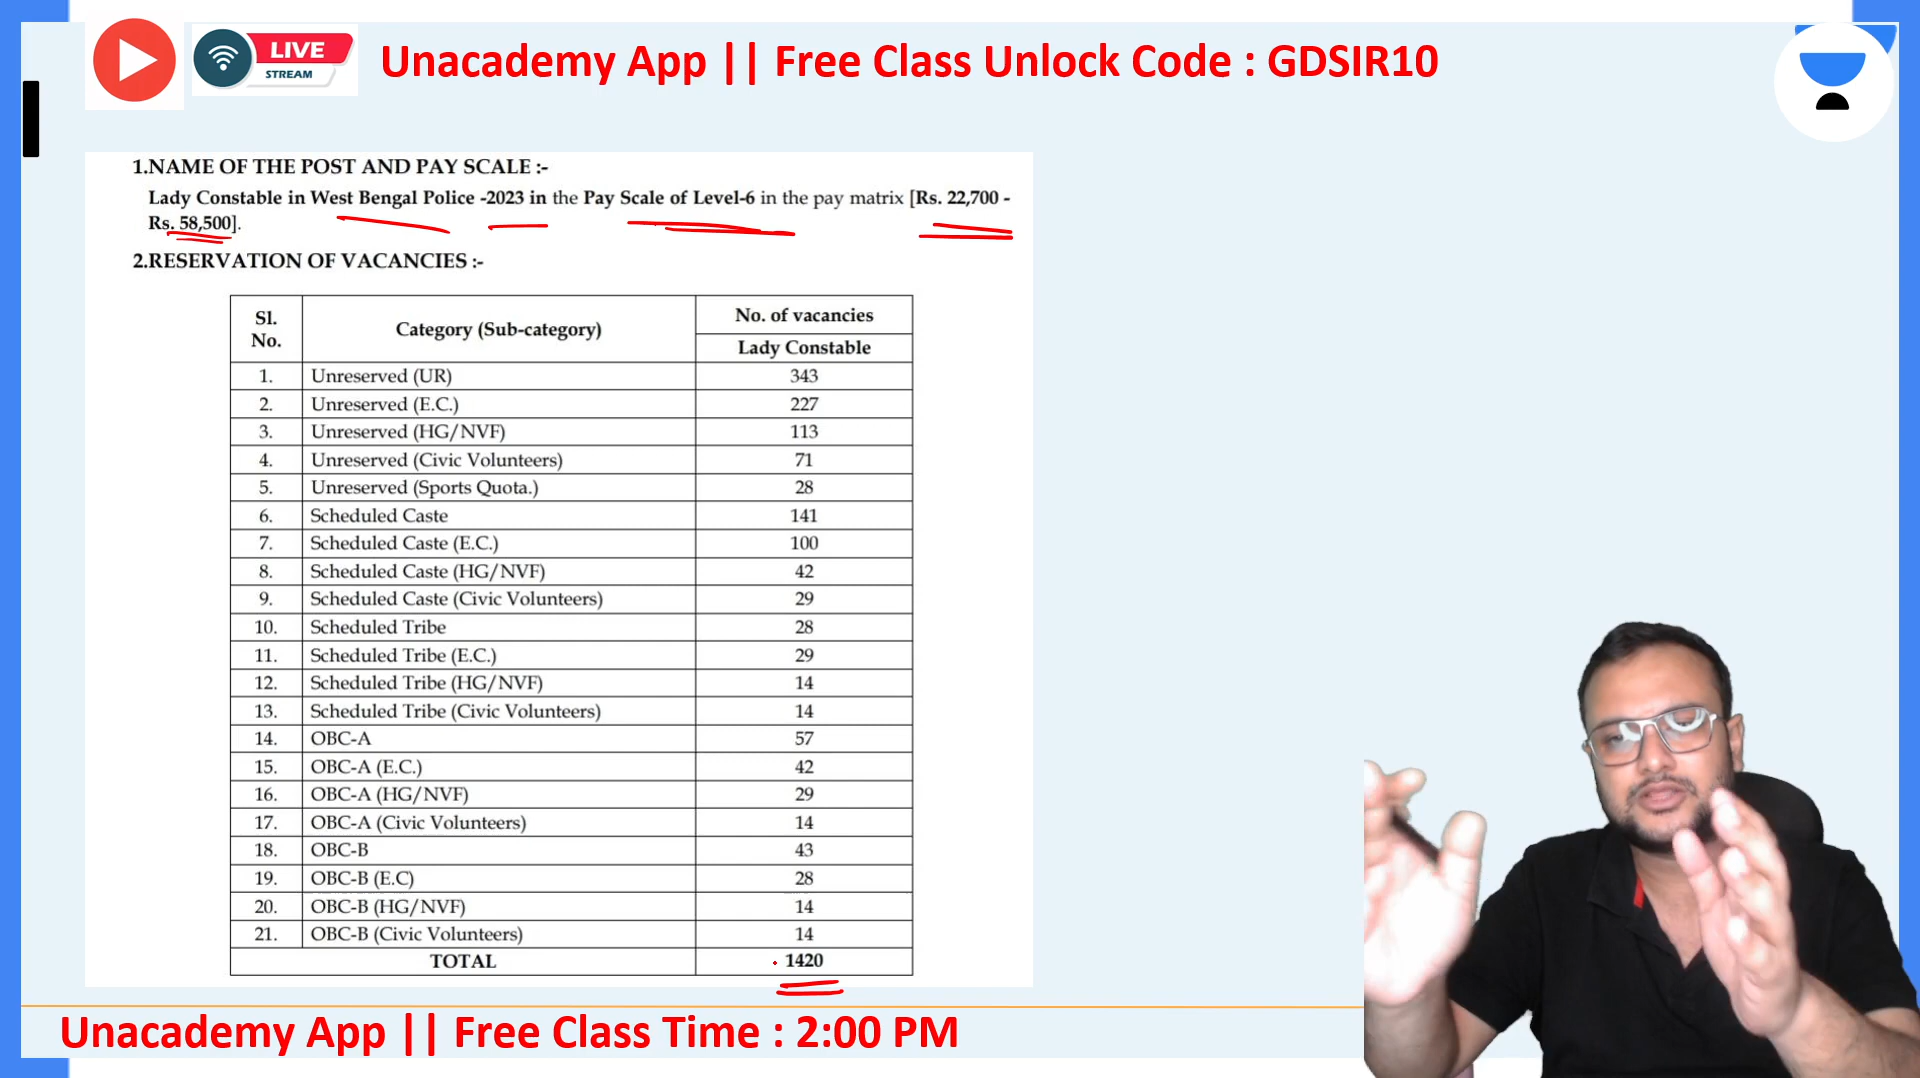 LIVE
STREAM
Unacademy App || Free Class Unlock Code : GDSIR10
1.NAME OF THE POST AND PAY SCALE :-
Lady Constable in West Bengal Police -2023 in the Pay Scale of Level-6 in the pay matrix [Rs. 22,700 -
Rs. 58,500].
2.RESERVATION OF VACANCIES :-
Sl. No. Category (Sub-category) No. of vacancies
Lady Constable
1. Unreserved (UR) 343
2. Unreserved (E.C.) 227
3. Unreserved (HG/NVF) 113
4. Unreserved (Civic Volunteers) 71
5. Unreserved (Sports Quota.) 28
6. Scheduled Caste 141
7. Scheduled Caste (E.C.) 100
8. Scheduled Caste (HG/NVF) 42
9. Scheduled Caste (Civic Volunteers) 29
10. Scheduled Tribe 28
11. Scheduled Tribe (E.C.) 29
12. Scheduled Tribe (HG/NVF) 14
13. Scheduled Tribe (Civic Volunteers) 14
14. OBC-A 57
15. OBC-A (E.C.) 42
16. OBC-A (HG/NVF) 29
17. OBC-A (Civic Volunteers) 14
18. OBC-B 43
19. OBC-B (E.C) 28
20. OBC-B (HG/NVF) 14
21. OBC-B (Civic Volunteers) 14
TOTAL 1420
Unacademy App || Free Class Time : 2:00 PM